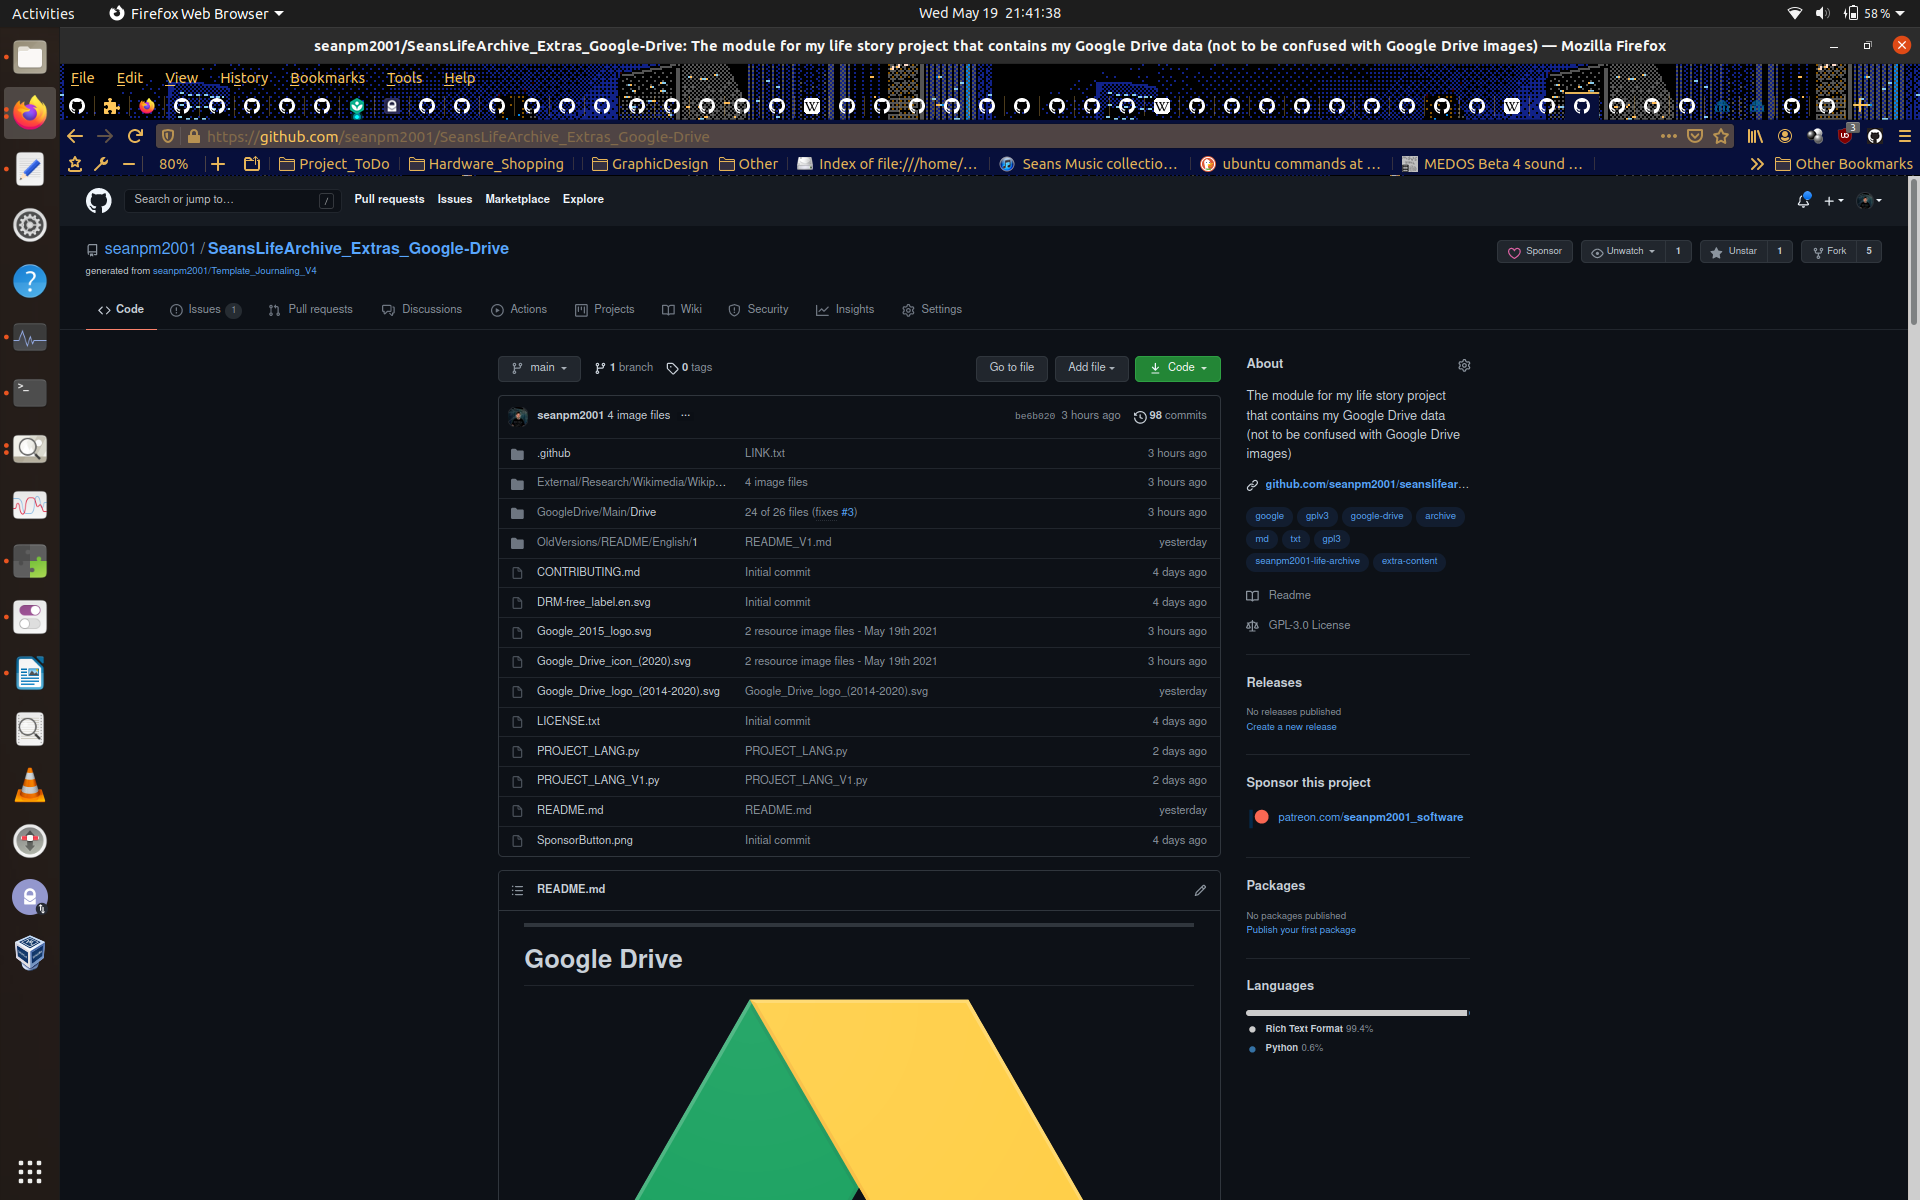 Activities
Firefox Web Browser
Wed May 19 21:41:38
58 %
seanpm2001/SeansLifeArchive_Extras_Google-Drive: The module for my life story project that contains my Google Drive data (not to be confused with Google Drive images) — Mozilla Firefox
File Edit View History Bookmarks Tools Help
https://github.com/seanpm2001/SeansLifeArchive_Extras_Google-Drive
3
80%
Project_ToDo
Hardware_Shopping
GraphicDesign
Other
Index of file:///home/…
Seans Music collectio…
ubuntu commands at …
MEDOS Beta 4 sound …
Other Bookmarks
Search or jump to…
/
Pull requests Issues Marketplace Explore
seanpm2001 / SeansLifeArchive_Extras_Google-Drive
generated from seanpm2001/Template_Journaling_V4
Sponsor
Unwatch 1
Unstar 1
Fork 5
Code
Issues 1
Pull requests
Discussions
Actions
Projects
Wiki
Security
Insights
Settings
main
1 branch
0 tags
Go to file
Add file
Code
seanpm2001 4 image files ...
be6b020 3 hours ago 98 commits
.github LINK.txt 3 hours ago
External/Research/Wikimedia/Wikip... 4 image files 3 hours ago
GoogleDrive/Main/Drive 24 of 26 files (fixes #3) 3 hours ago
OldVersions/README/English/1 README_V1.md yesterday
CONTRIBUTING.md Initial commit 4 days ago
DRM-free_label.en.svg Initial commit 4 days ago
Google_2015_logo.svg 2 resource image files - May 19th 2021 3 hours ago
Google_Drive_icon_(2020).svg 2 resource image files - May 19th 2021 3 hours ago
Google_Drive_logo_(2014-2020).svg Google_Drive_logo_(2014-2020).svg yesterday
LICENSE.txt Initial commit 4 days ago
PROJECT_LANG.py PROJECT_LANG.py 2 days ago
PROJECT_LANG_V1.py PROJECT_LANG_V1.py 2 days ago
README.md README.md yesterday
SponsorButton.png Initial commit 4 days ago
README.md
Google Drive
About
The module for my life story project
that contains my Google Drive data
(not to be confused with Google Drive
images)
github.com/seanpm2001/seanslifear...
google gplv3 google-drive archive
md txt gpl3
seanpm2001-life-archive extra-content
Readme
GPL-3.0 License
Releases
No releases published
Create a new release
Sponsor this project
patreon.com/seanpm2001_software
Packages
No packages published
Publish your first package
Languages
Rich Text Format 99.4%
Python 0.6%